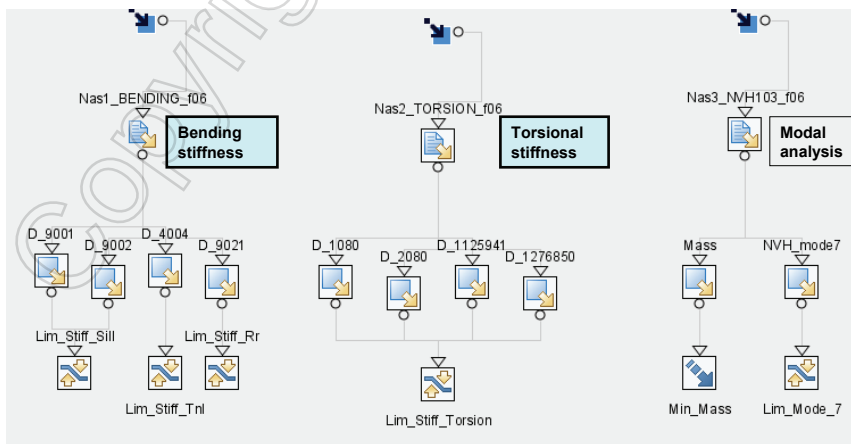 Copyrig
Nas1_BENDING_f06
Nas2_TORSION_f06
Nas3_NVH103_f06
Bending
stiffness
Torsional
stiffness
Modal
analysis
D_9001
D_9002
D_4004
D_9021
D_1080
D_2080
D_1125941
D_1276850
Mass
NVH_mode7
Lim_Stiff_Sill
Lim_Stiff_Rr
Lim_Stiff_Tnl
Lim_Stiff_Torsion
Min_Mass
Lim_Mode_7